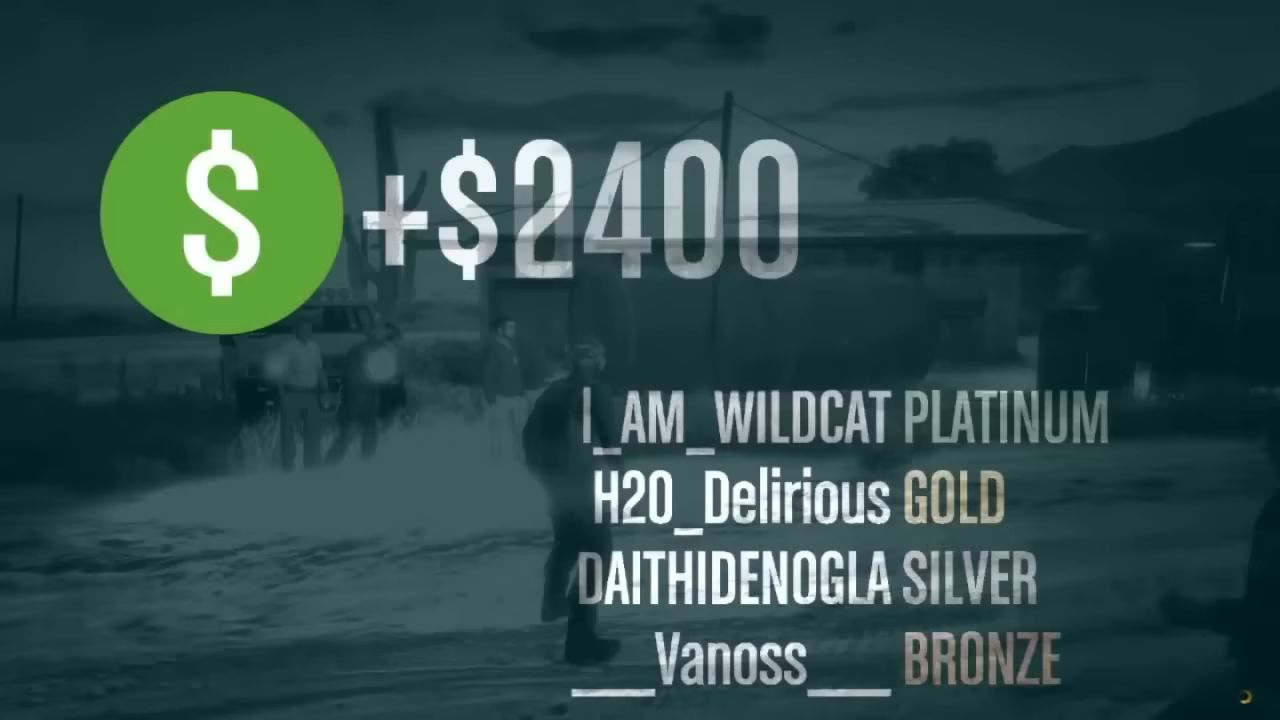 $ +$2400
I_AM_WILDCAT PLATINUM
H20_Delirious GOLD
DAITHIDENOGLA SILVER
___Vanoss___ BRONZE